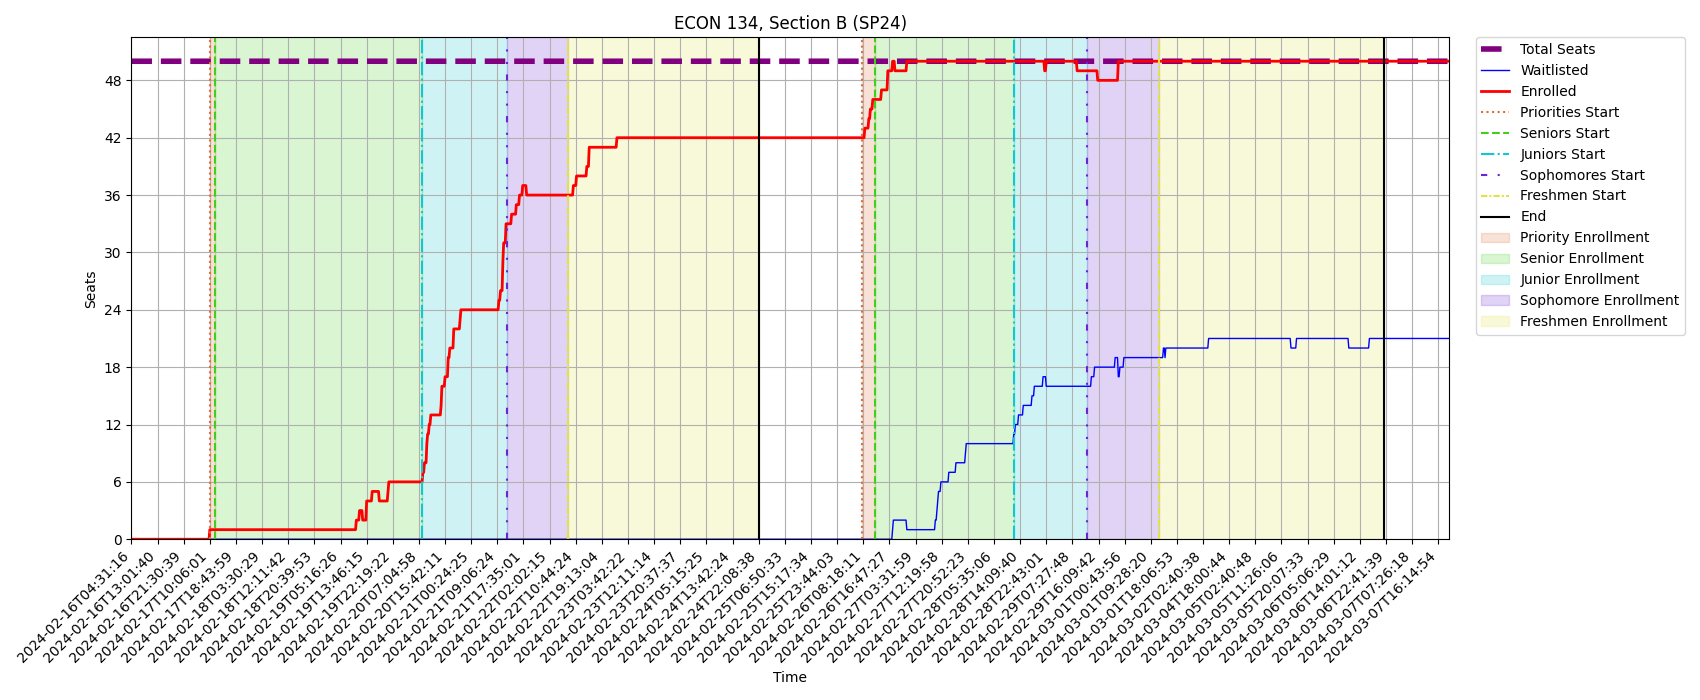 ECON 134, Section B (SP24)
Total Seats
Waitlisted
Enrolled
Priorities Start
Seniors Start
Juniors Start
Sophomores Start
Freshmen Start
End
Priority Enrollment
Senior Enrollment
Junior Enrollment
Sophomore Enrollment
Freshmen Enrollment
Seats
48
42
36
30
24
18
12
6
0
2024-02-16T04:31:16
2024-02-16T13:01:40
2024-02-16T21:30:39
2024-02-17T10:06:01
2024-02-17T18:43:59
2024-02-18T03:30:29
2024-02-18T12:11:42
2024-02-18T20:39:53
2024-02-19T05:16:26
2024-02-19T13:46:15
2024-02-19T22:19:22
2024-02-20T07:04:58
2024-02-20T15:42:11
2024-02-21T00:24:25
2024-02-21T09:06:24
2024-02-21T17:35:01
2024-02-22T02:02:15
2024-02-22T10:44:24
2024-02-22T19:13:04
2024-02-23T03:42:22
2024-02-23T12:11:14
2024-02-23T20:37:37
2024-02-24T05:15:25
2024-02-24T13:42:24
2024-02-24T22:08:38
2024-02-25T06:50:33
2024-02-25T15:17:34
2024-02-25T23:44:03
2024-02-26T08:18:11
2024-02-26T16:47:27
2024-02-27T03:31:59
2024-02-27T12:19:58
2024-02-27T20:52:23
2024-02-28T05:35:06
2024-02-28T14:09:40
2024-02-28T22:43:01
2024-02-29T07:27:48
2024-02-29T16:09:42
2024-03-01T00:43:56
2024-03-01T09:28:20
2024-03-01T18:06:53
2024-03-02T02:40:38
2024-03-04T18:00:44
2024-03-05T02:40:48
2024-03-05T11:26:06
2024-03-05T20:07:33
2024-03-06T05:06:29
2024-03-06T14:01:12
2024-03-06T22:41:39
2024-03-07T07:26:18
2024-03-07T16:14:54
Time